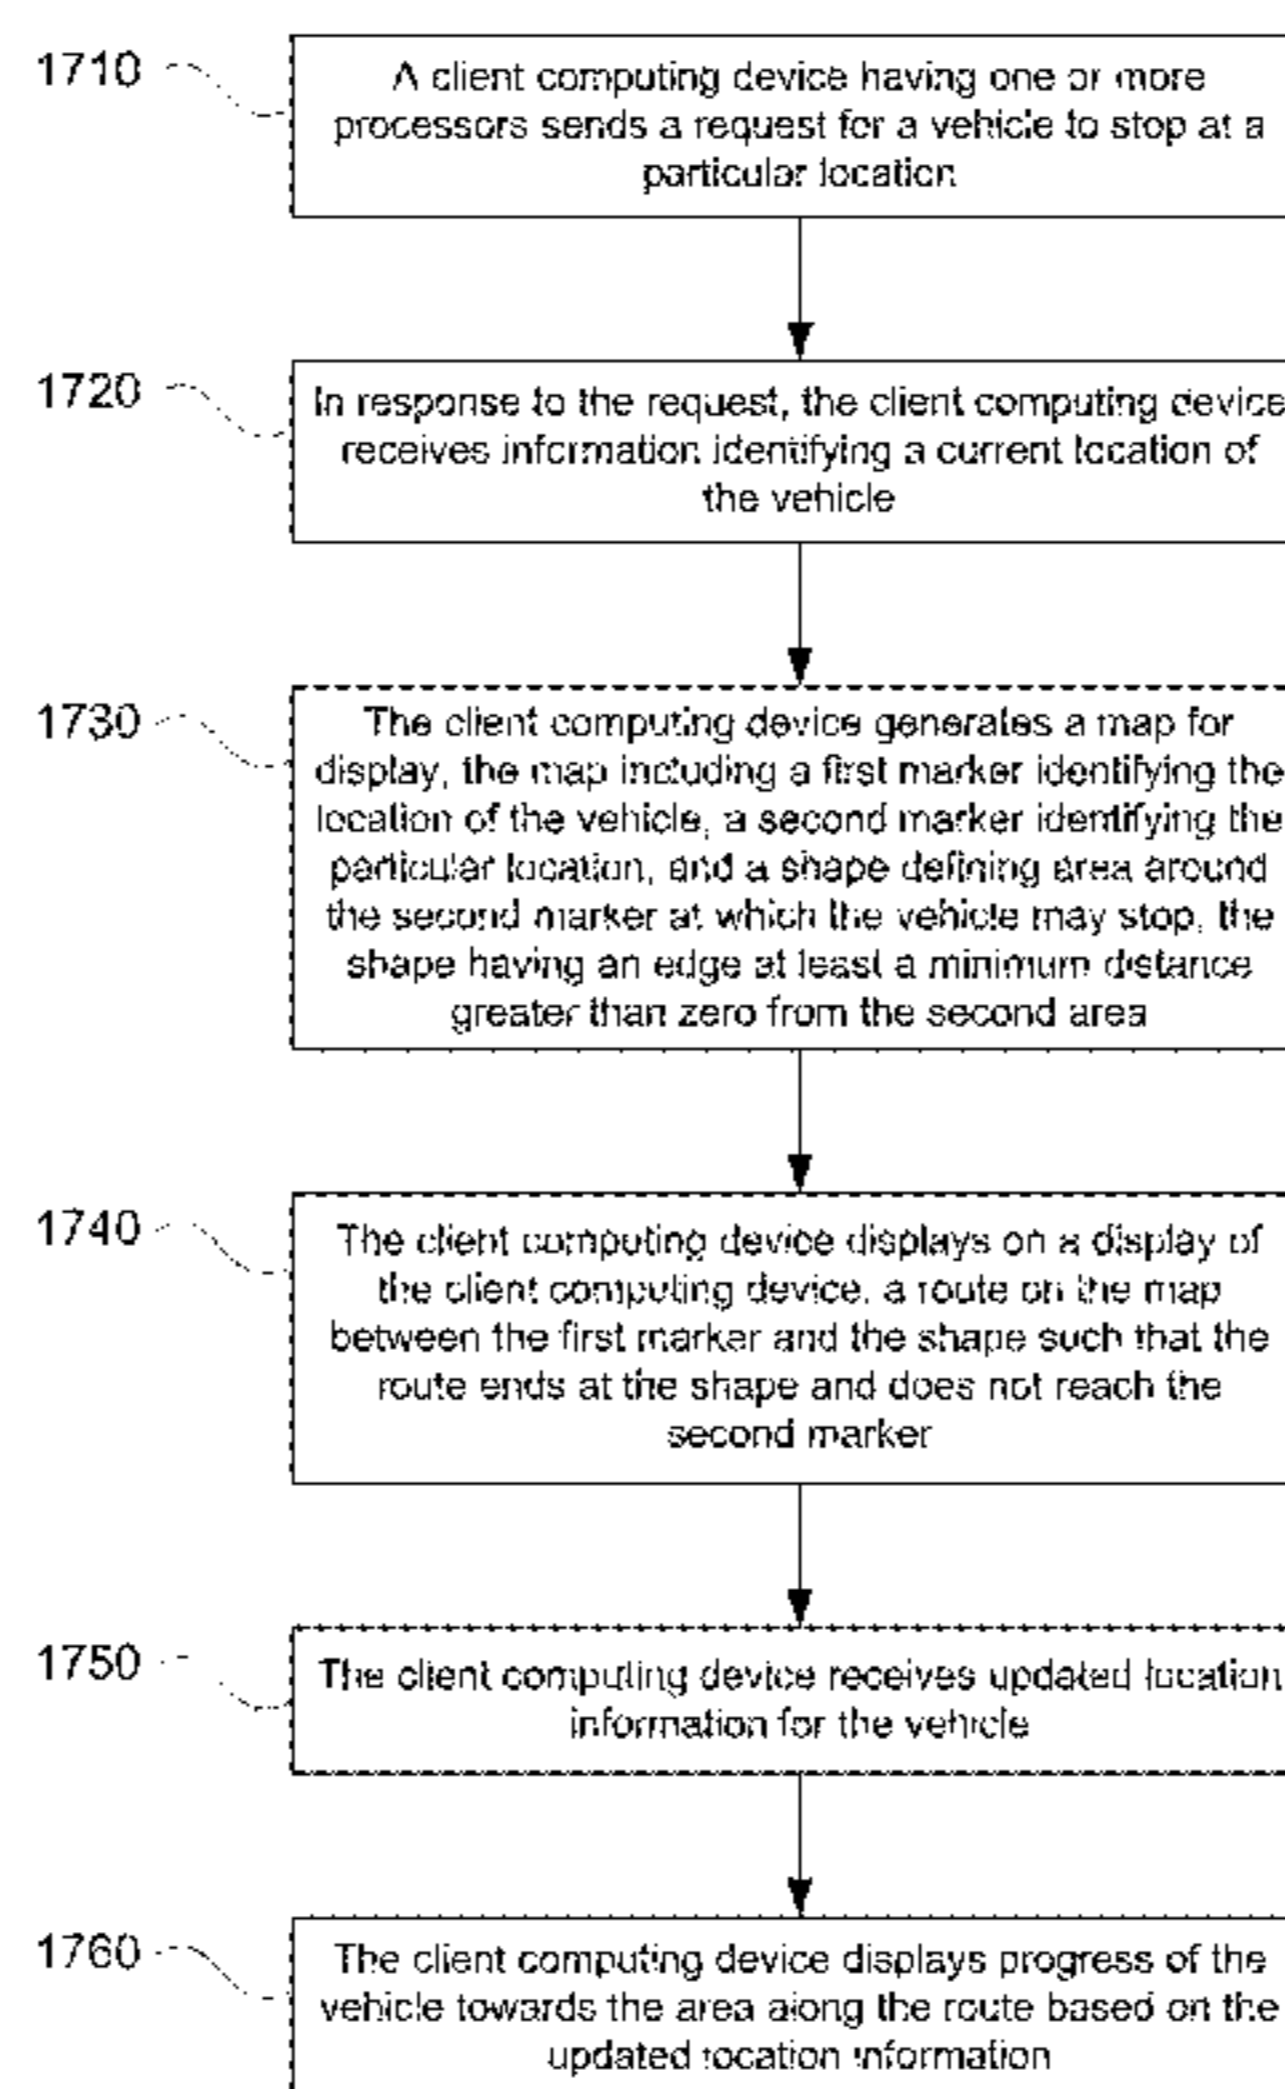 1710
A client computing device having one or more
processors sends a request for a vehicle to stop at a
particular location
1720
In response to the request, the client computing device
receives information identifying a current location of
the vehicle
1730
The client computing device generates a map for
display, the map including a first marker identifying the
location of the vehicle, a second marker identifying the
particular location, and a shape defining area around
the second marker at which the vehicle may stop, the
shape having an edge at least a minimum distance
greater than zero from the second area
1740
The client computing device displays on a display of
the client computing device, a route on the map
between the first marker and the shape such that the
route ends at the shape and does not reach the
second marker
1750
The client computing device receives updated location
information for the vehicle
1760
The client computing device displays progress of the
vehicle towards the area along the route based on the
updated location information